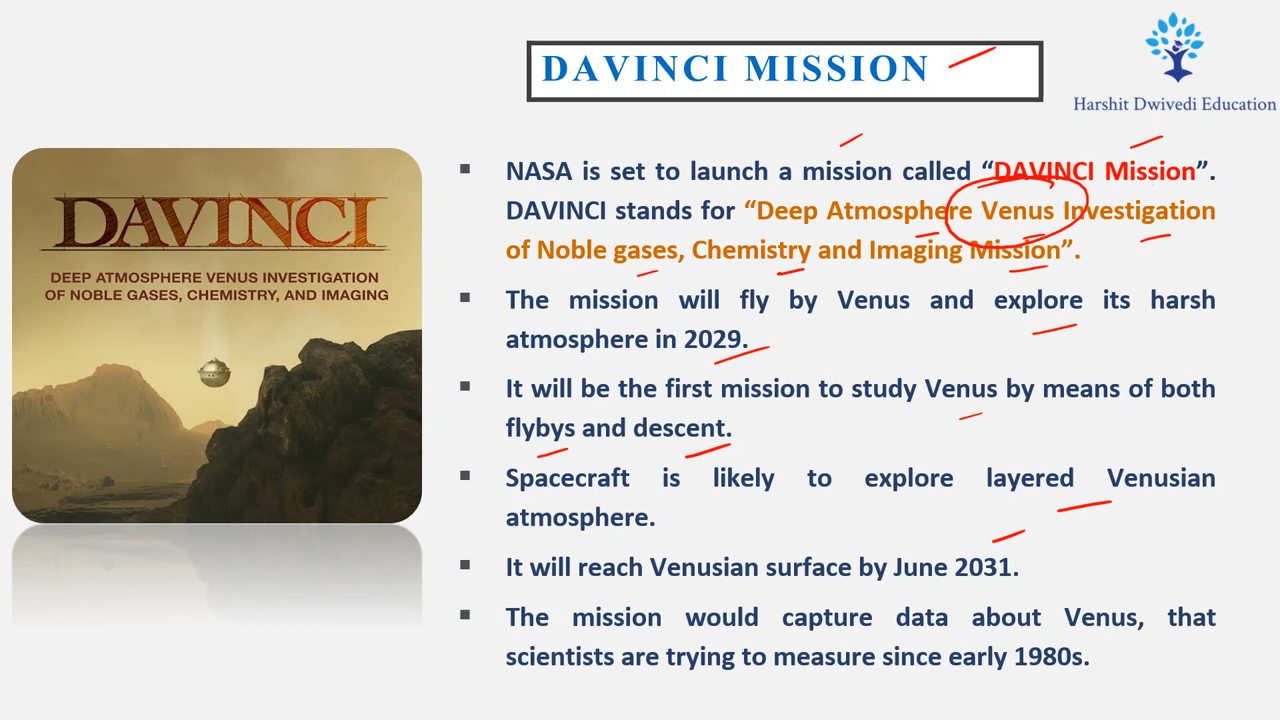 DAVINCI MISSION
Harshit Dwivedi Education
DAVINCI
DEEP ATMOSPHERE VENUS INVESTIGATION
OF NOBLE GASES, CHEMISTRY, AND IMAGING
▪ NASA is set to launch a mission called “DAVINCI Mission”.
DAVINCI stands for “Deep Atmosphere Venus Investigation
of Noble gases, Chemistry and Imaging Mission”.
▪ The mission will fly by Venus and explore its harsh
atmosphere in 2029.
▪ It will be the first mission to study Venus by means of both
flybys and descent.
▪ Spacecraft is likely to explore layered Venusian
atmosphere.
▪ It will reach Venusian surface by June 2031.
▪ The mission would capture data about Venus, that
scientists are trying to measure since early 1980s.